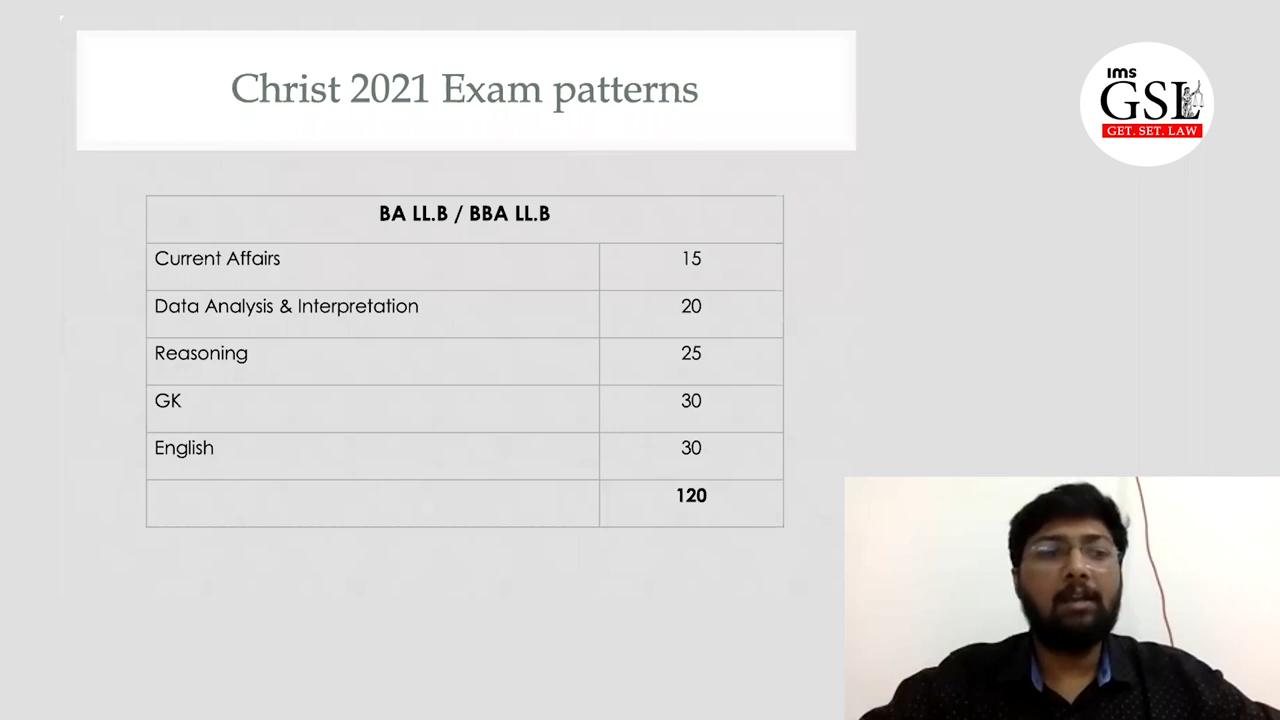 Christ 2021 Exam patterns
ims
GSL
GET. SET. LAW
BA LL.B / BBA LL.B
Current Affairs 15
Data Analysis & Interpretation 20
Reasoning 25
GK 30
English 30
120